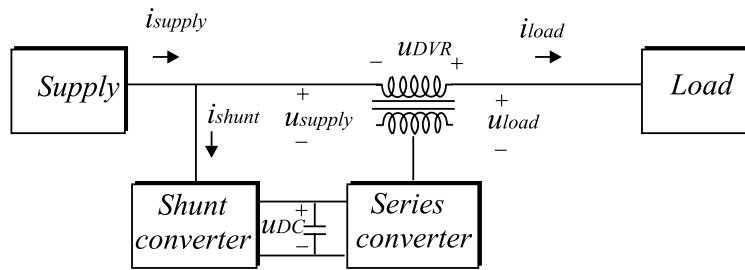 isupply
iload
− uDVR +
Supply
Load
ishunt
+
usupply
−
+
uload
−
Shunt
converter
+
uDC
−
Series
converter